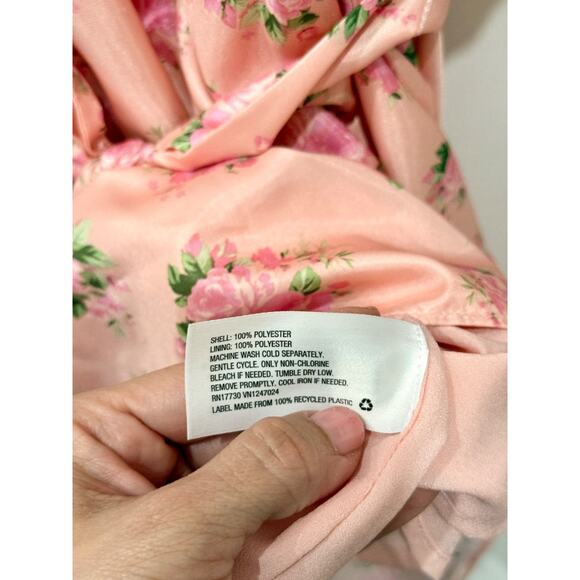 SHELL: 100% POLYESTER
LINING: 100% POLYESTER
MACHINE WASH COLD SEPARATELY.
GENTLE CYCLE. ONLY NON-CHLORINE
BLEACH IF NEEDED. TUMBLE DRY LOW.
REMOVE PROMPTLY. COOL IRON IF NEEDED.
RN17730 VN1247024
LABEL MADE FROM 100% RECYCLED PLASTIC